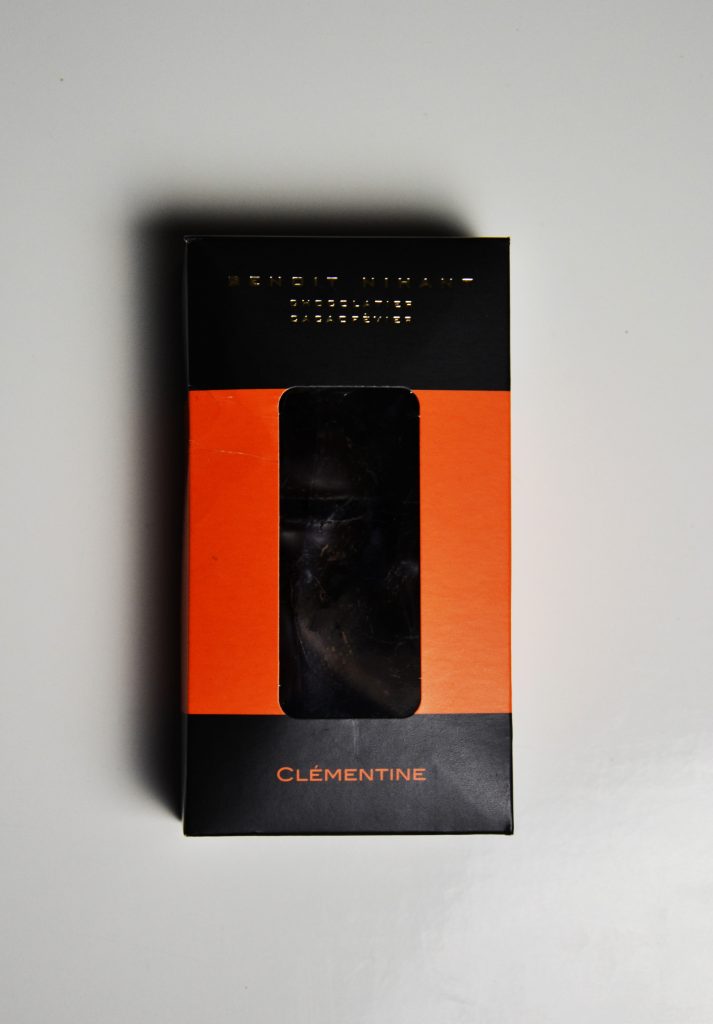 BENOIT NIHANT
CHOCOLATIER
CACAOFÉVIER
CLÉMENTINE